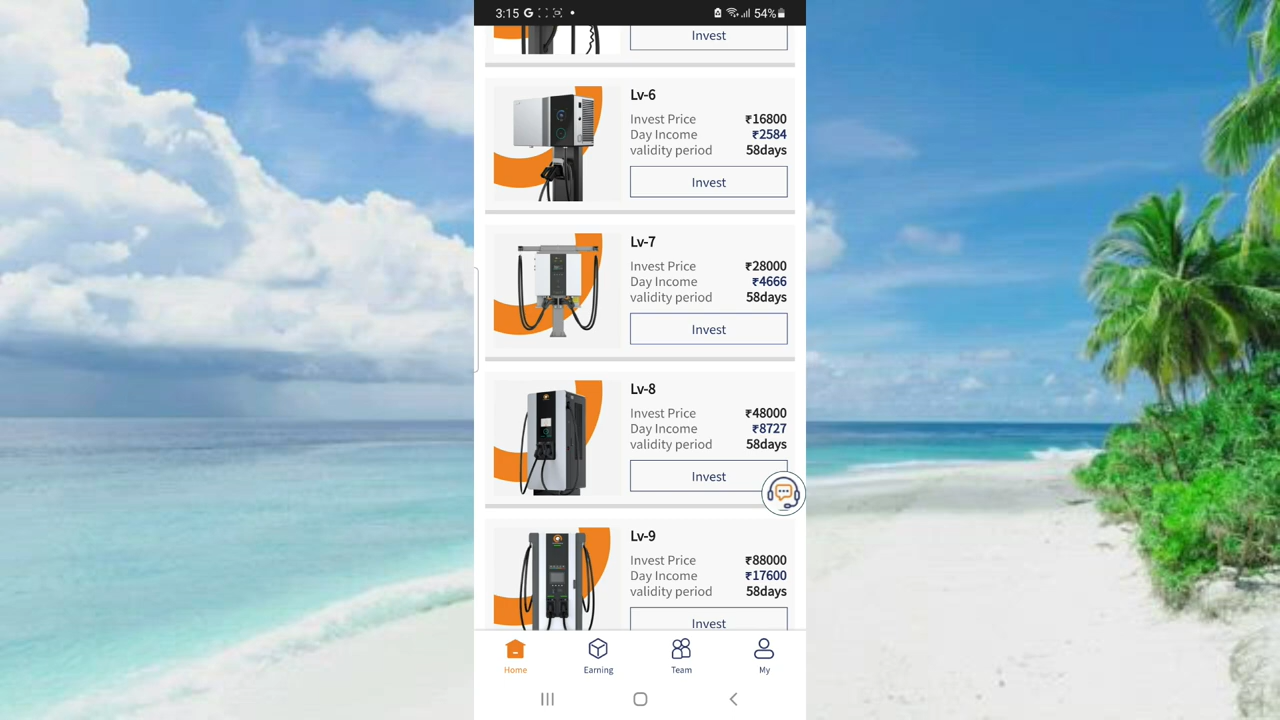 3:15 G
54%
Invest
Lv-6
Invest Price ₹16800
Day Income ₹2584
validity period 58days
Invest
Lv-7
Invest Price ₹28000
Day Income ₹4666
validity period 58days
Invest
Lv-8
Invest Price ₹48000
Day Income ₹8727
validity period 58days
Invest
Lv-9
Invest Price ₹88000
Day Income ₹17600
validity period 58days
Invest
Home Earning Team My